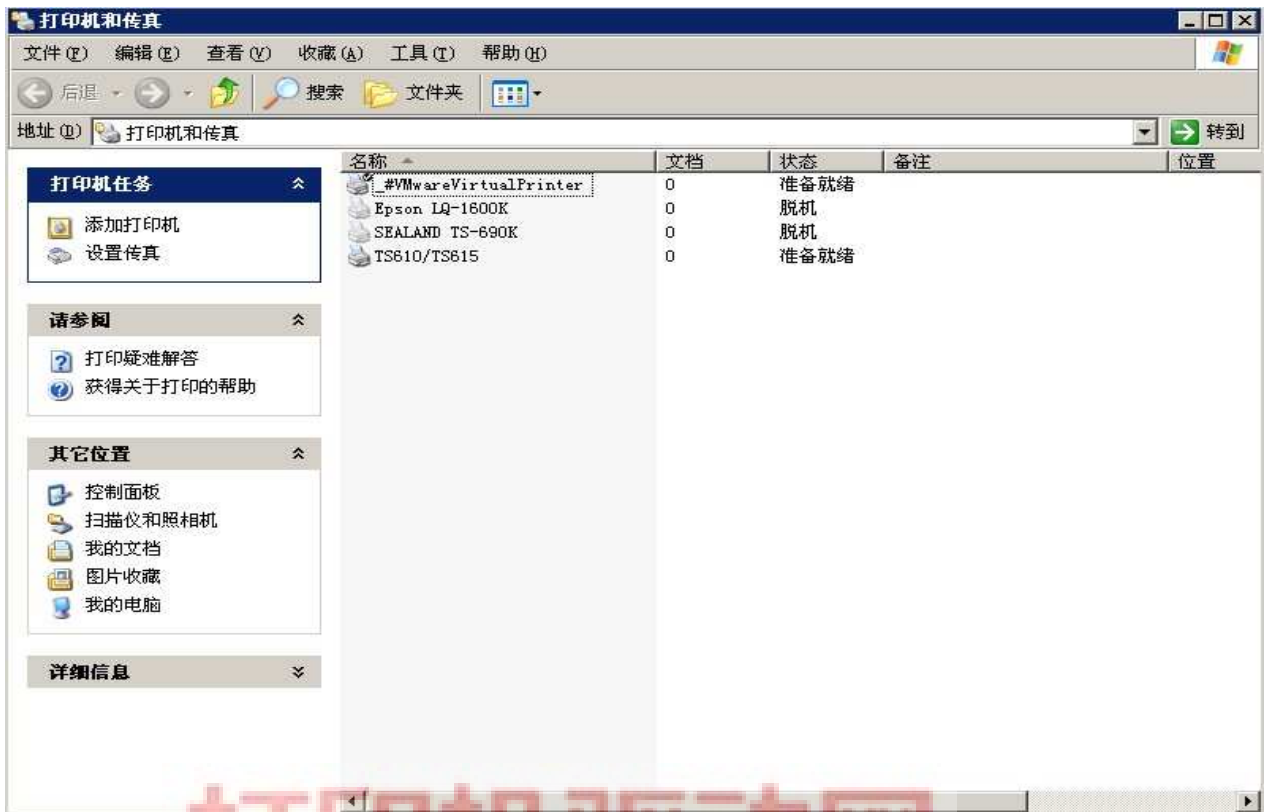 打印机和传真
文件(F) 编辑(E) 查看(V) 收藏(A) 工具(T) 帮助(H)
后退 搜索 文件夹
地址(D) 打印机和传真 转到
打印机任务
添加打印机
设置传真
请参阅
打印疑难解答
获得关于打印的帮助
其它位置
控制面板
扫描仪和照相机
我的文档
图片收藏
我的电脑
详细信息
名称 文档 状态 备注 位置
_#VMwareVirtualPrinter 0 准备就绪
Epson LQ-1600K 0 脱机
SEALAND TS-690K 0 脱机
TS610/TS615 0 准备就绪